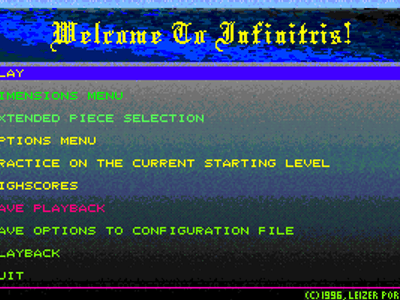 Welcome To Infinitris!
LAY
IMENSIONS MENU
XTENDED PIECE SELECTION
PTIONS MENU
RACTICE ON THE CURRENT STARTING LEVEL
IGHSCORES
AVE PLAYBACK
AVE OPTIONS TO CONFIGURATION FILE
LAYBACK
UIT
(C)1996, LEIZER POR